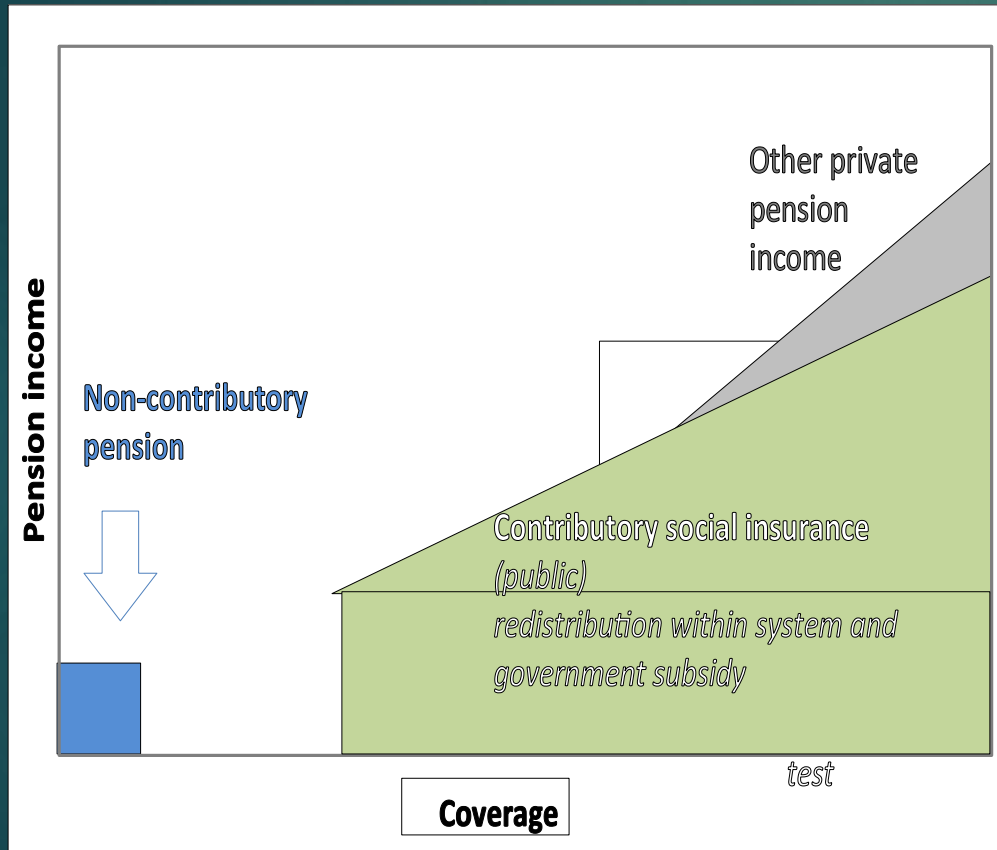 Other private
pension
income
Pension income
Non-contributory
pension
Contributory social insurance
(public)
redistribution within system and
government subsidy
test
Coverage